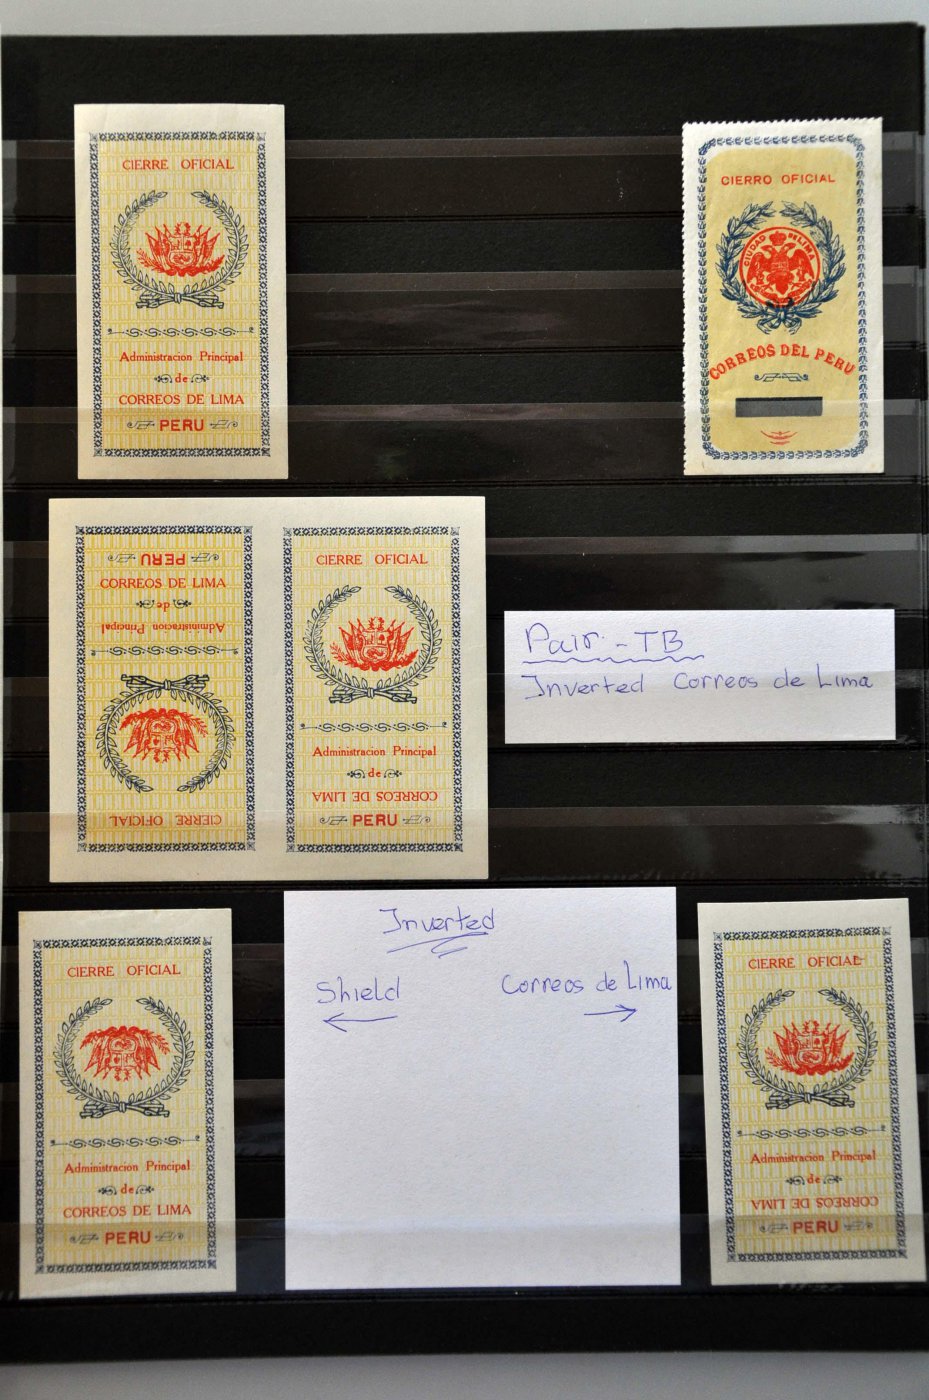 CIERRE OFICIAL
Administracion Principal
de
CORREOS DE LIMA
PERU
CIERRO OFICIAL
CIUDAD DE LIMA
CORREOS DEL PERU
CIERRE OFICIAL
Administracion Principal
de
CORREOS DE LIMA
PERU
CIERRE OFICIAL
Administracion Principal
de
CORREOS DE LIMA
PERU
Pair - TB
Inverted Correos de Lima
CIERRE OFICIAL
Administracion Principal
de
CORREOS DE LIMA
PERU
Inverted
Shield
Correos de Lima
CIERRE OFICIAL
Administracion Principal
de
CORREOS DE LIMA
PERU